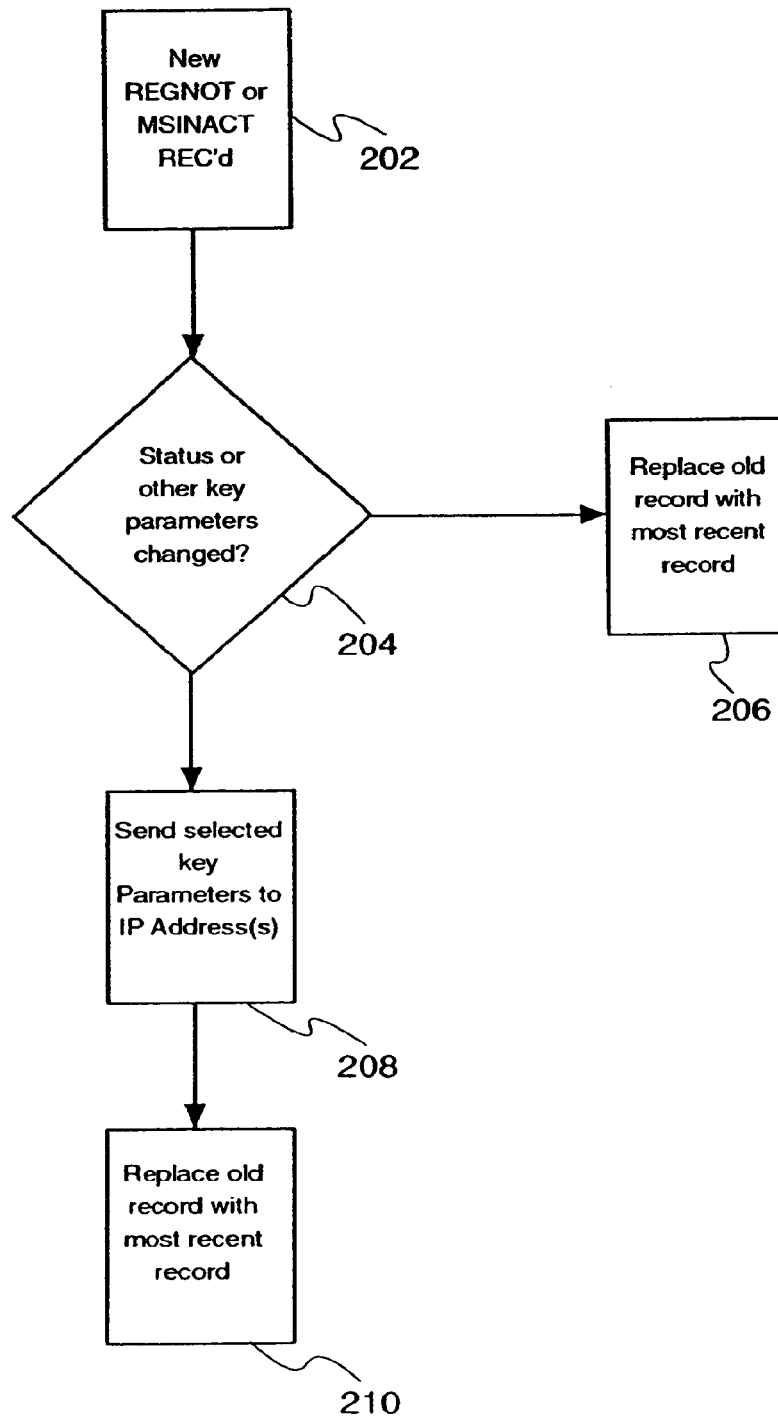 New
REGNOT or
MSINACT
REC'd
202
Status or
other key
parameters
changed?
204
Replace old
record with
most recent
record
206
Send selected
key
Parameters to
IP Address(s)
208
Replace old
record with
most recent
record
210